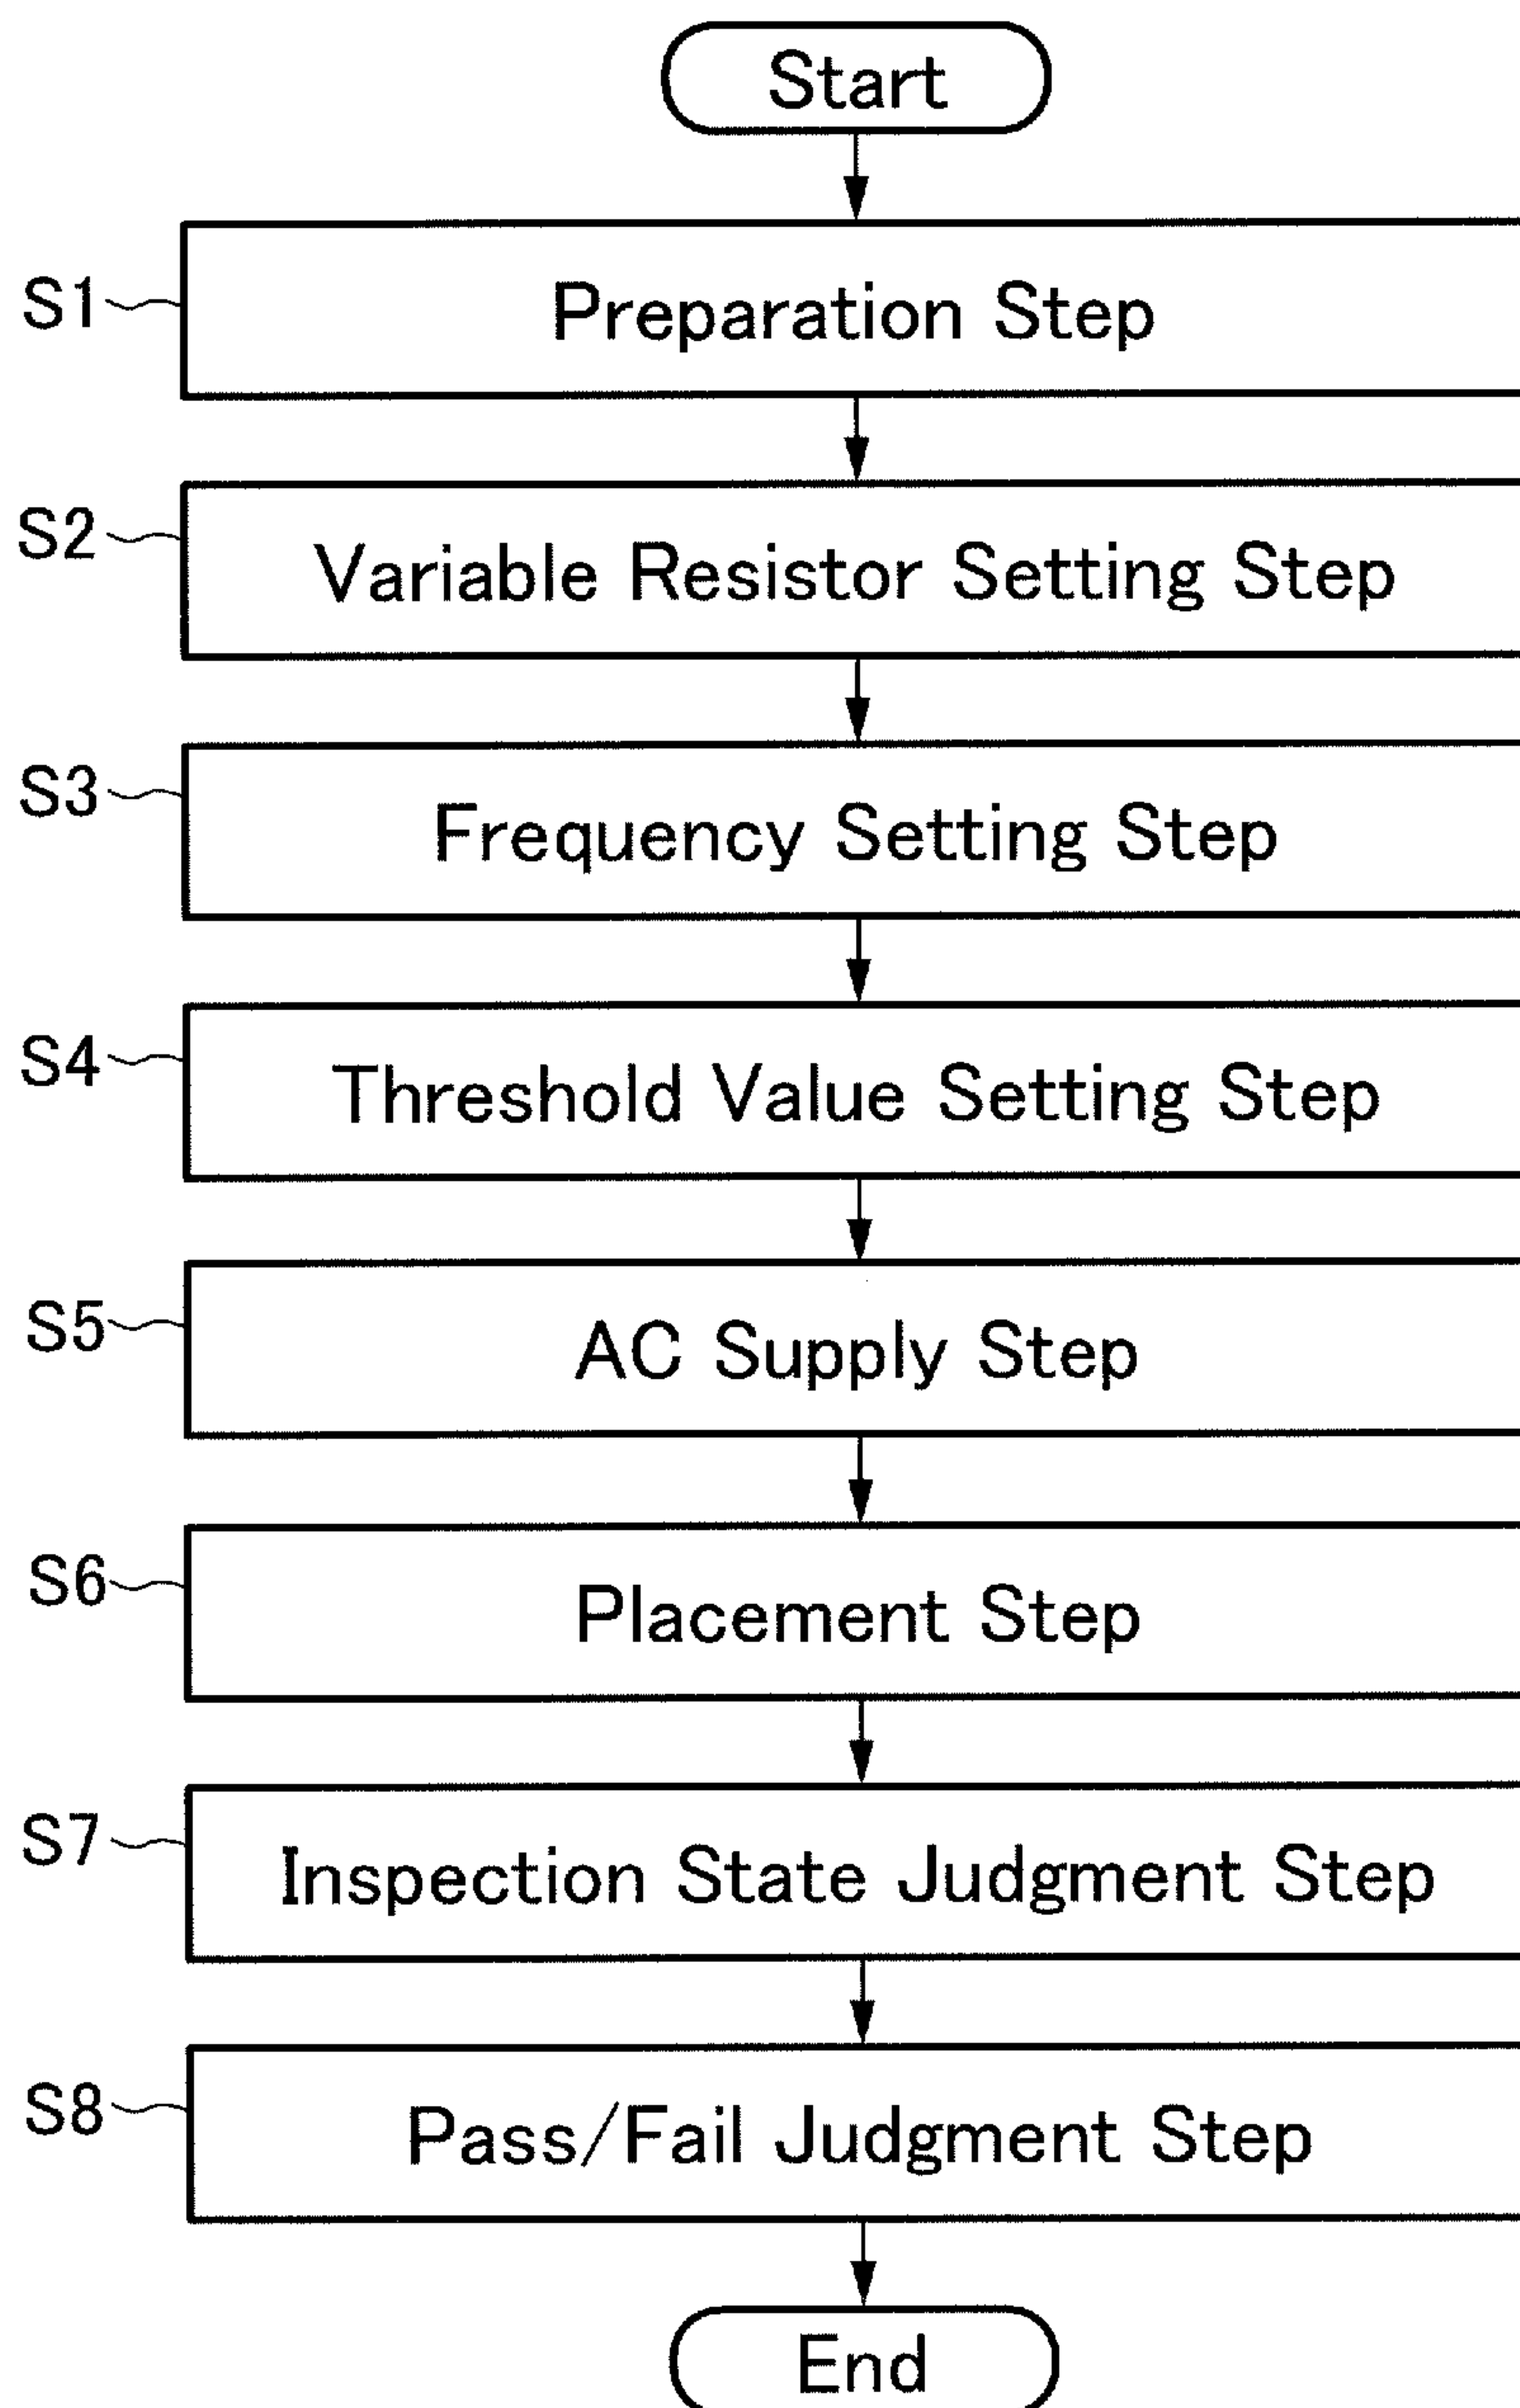 Start
S1 Preparation Step
S2 Variable Resistor Setting Step
S3 Frequency Setting Step
S4 Threshold Value Setting Step
S5 AC Supply Step
S6 Placement Step
S7 Inspection State Judgment Step
S8 Pass/Fail Judgment Step
End